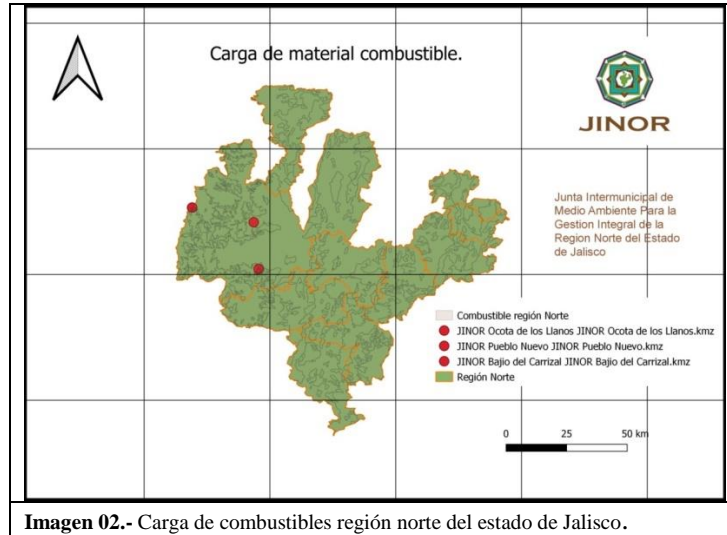 Carga de material combustible.
JINOR
Junta Intermunicipal de
Medio Ambiente Para la
Gestion Integral de la
Region Norte del Estado
de Jalisco
Combustible región Norte
JINOR Ocota de los Llanos JINOR Ocota de los Llanos.kmz
JINOR Pueblo Nuevo JINOR Pueblo Nuevo.kmz
JINOR Bajio del Carrizal JINOR Bajio del Carrizal.kmz
Región Norte
0 25 50 km
Imagen 02.- Carga de combustibles región norte del estado de Jalisco.